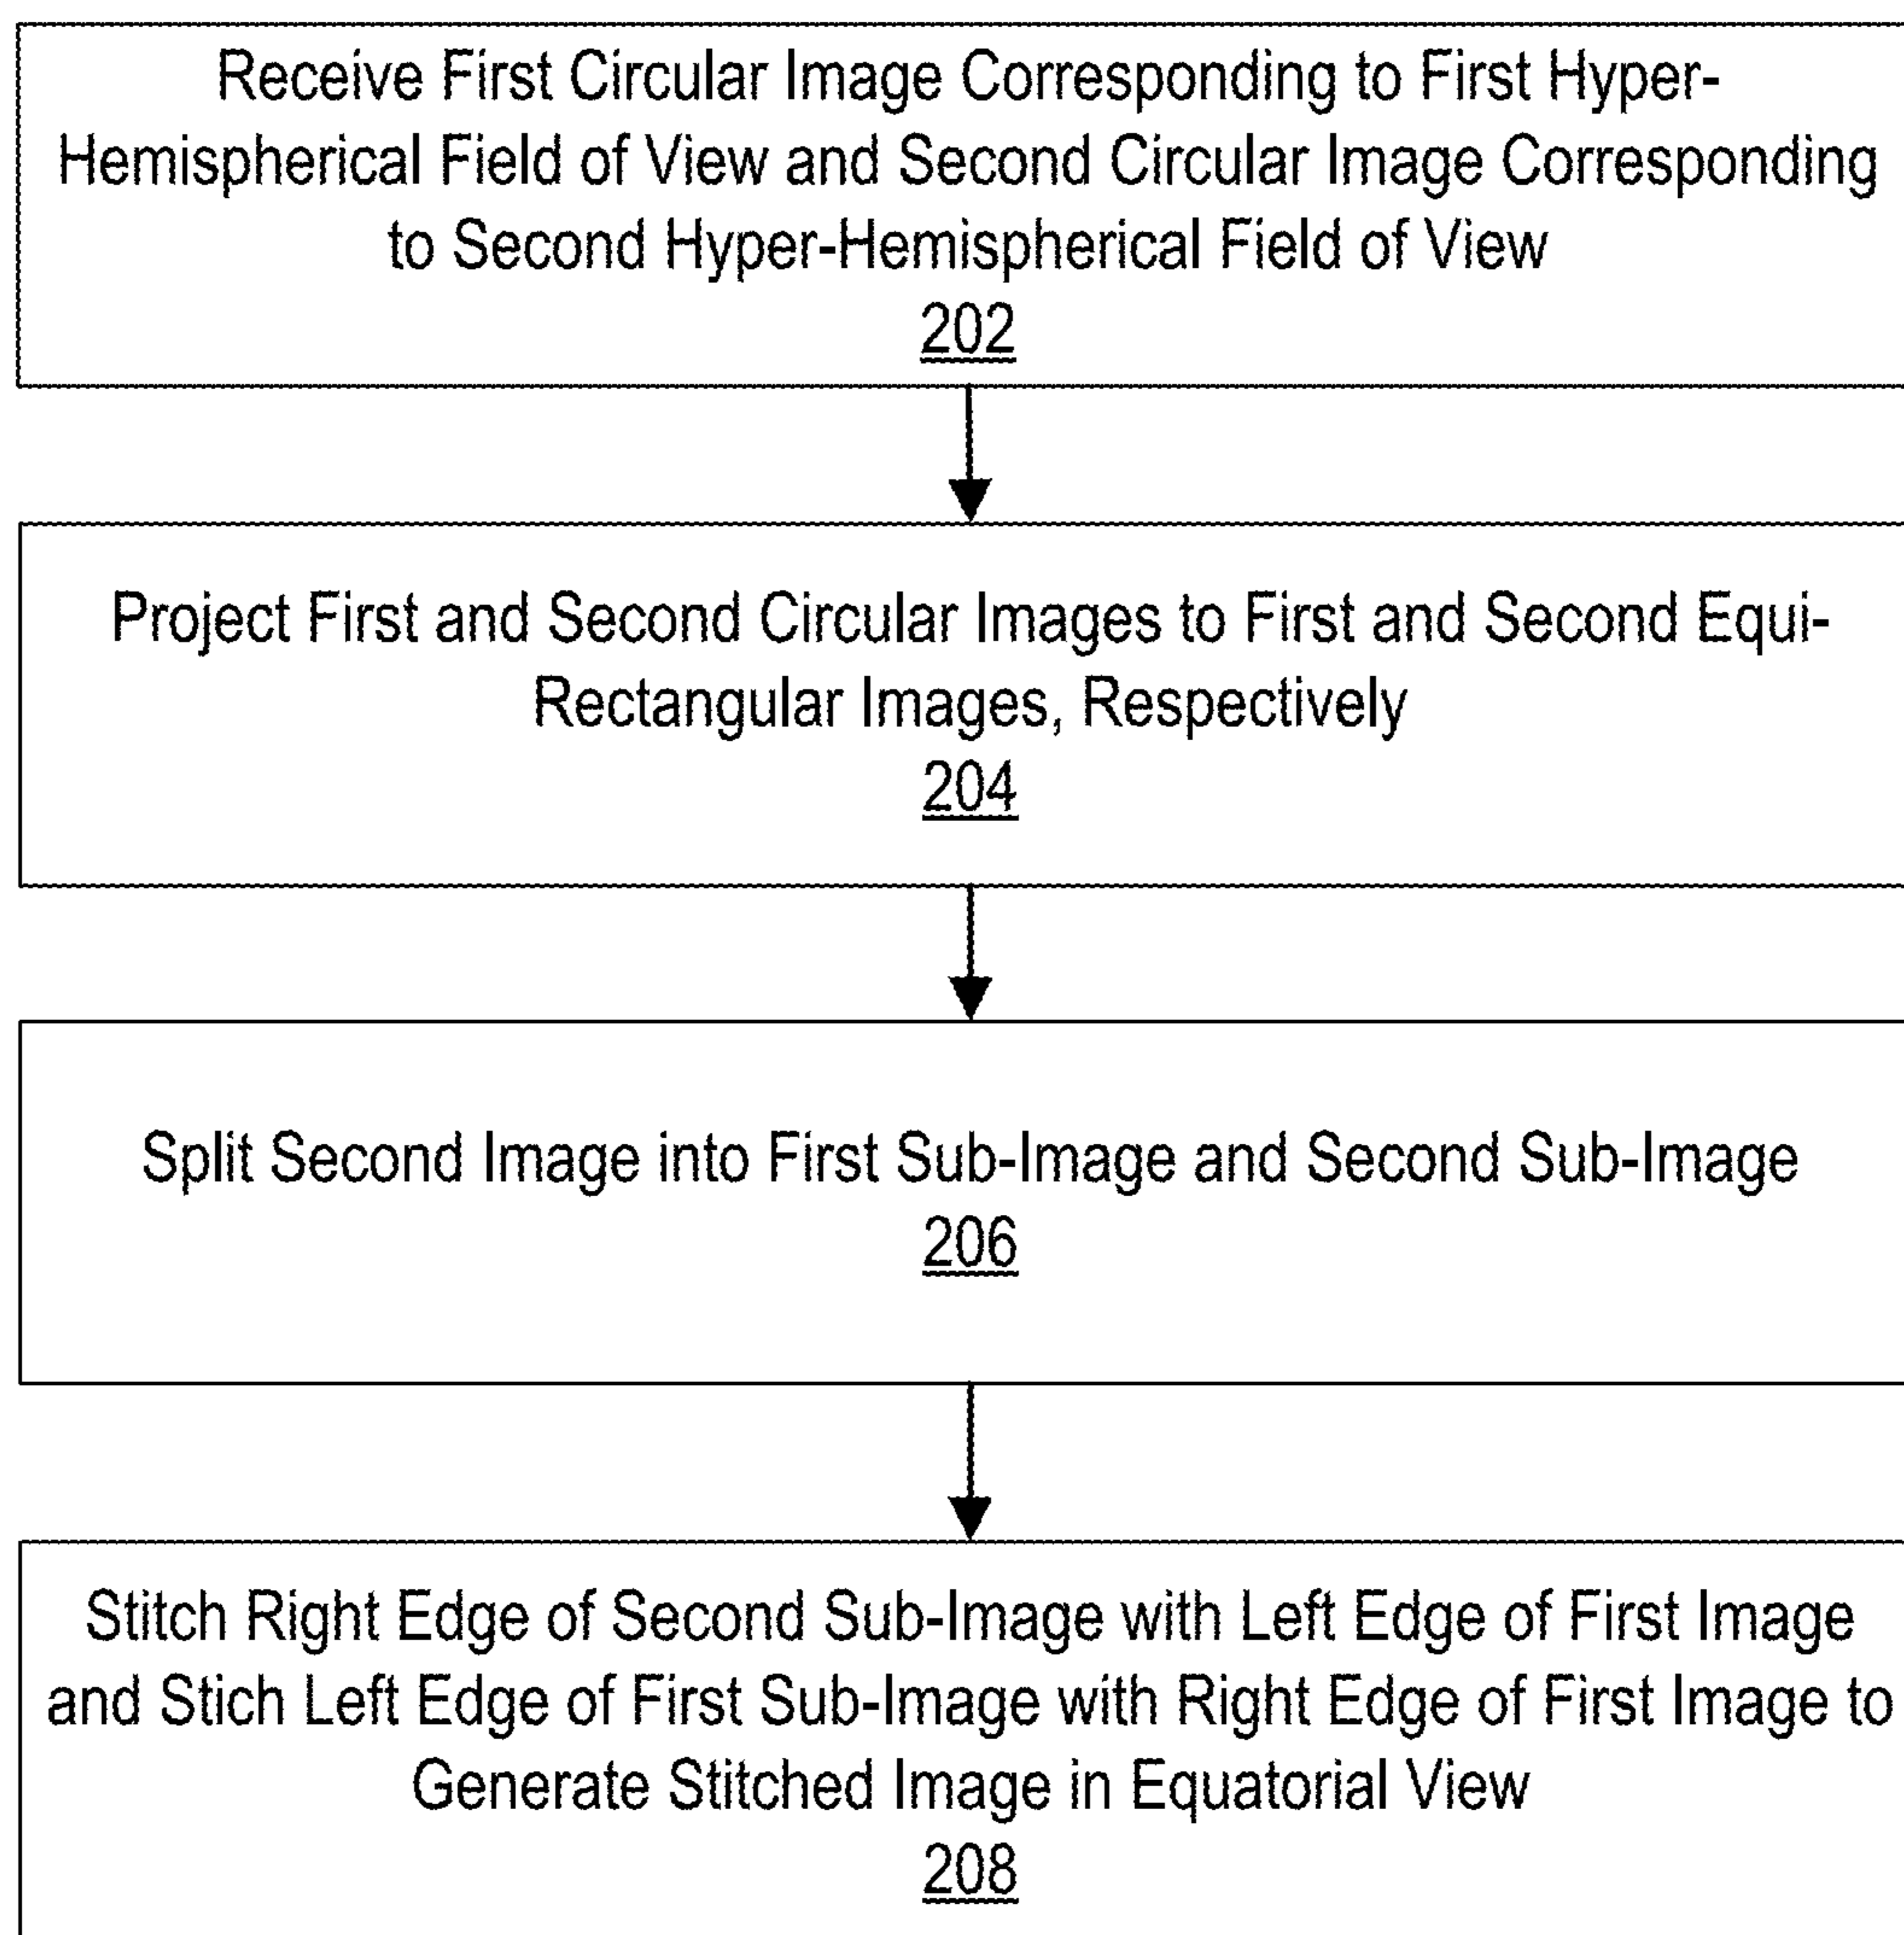 Receive First Circular Image Corresponding to First Hyper-
Hemispherical Field of View and Second Circular Image Corresponding
to Second Hyper-Hemispherical Field of View
202
Project First and Second Circular Images to First and Second Equi-
Rectangular Images, Respectively
204
Split Second Image into First Sub-Image and Second Sub-Image
206
Stitch Right Edge of Second Sub-Image with Left Edge of First Image
and Stich Left Edge of First Sub-Image with Right Edge of First Image to
Generate Stitched Image in Equatorial View
208